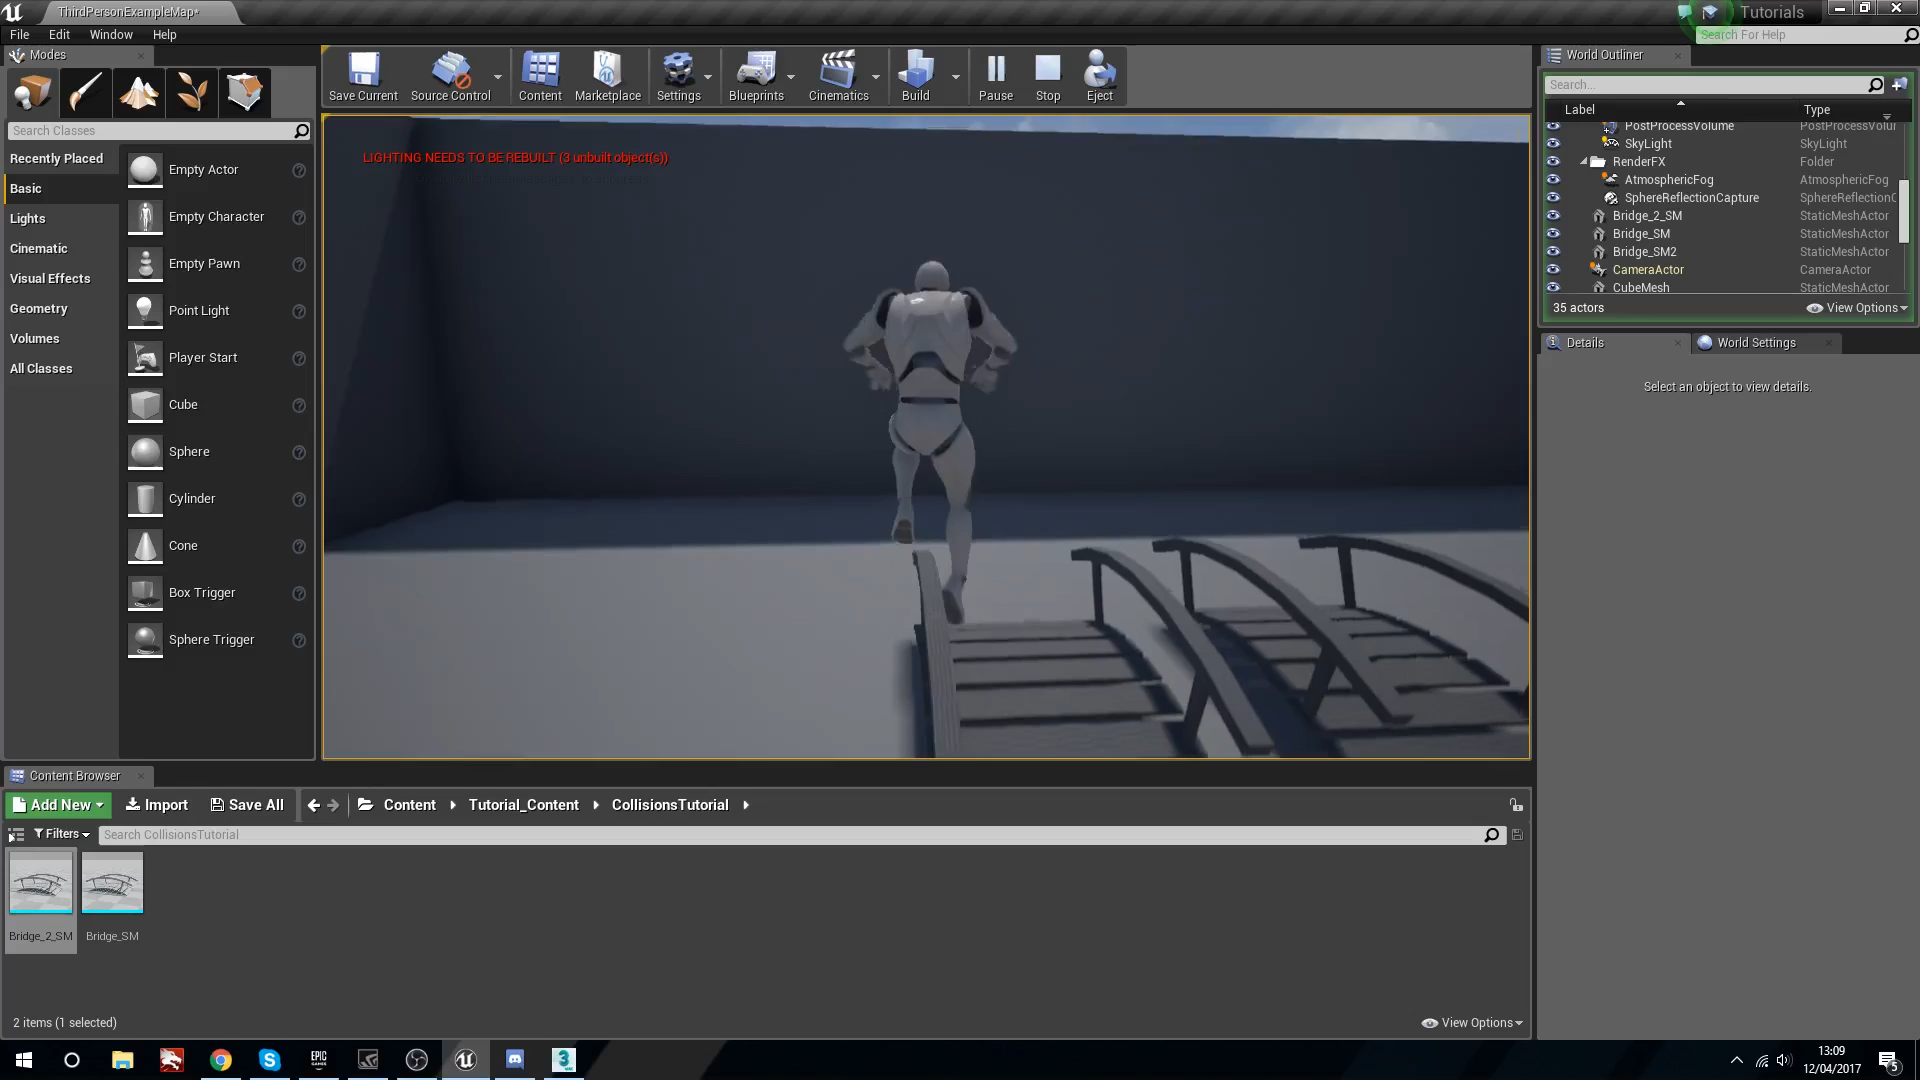 ThirdPersonExampleMap*
Tutorials
File Edit Window Help
Search For Help
Modes
Search Classes
Recently Placed
Basic
Lights
Cinematic
Visual Effects
Geometry
Volumes
All Classes
Empty Actor
Empty Character
Empty Pawn
Point Light
Player Start
Cube
Sphere
Cylinder
Cone
Box Trigger
Sphere Trigger
Save Current Source Control Content Marketplace Settings Blueprints Cinematics Build Pause Stop Eject
LIGHTING NEEDS TO BE REBUILT (3 unbuilt object(s))
World Outliner
Search...
Label Type
PostProcessVolume PostProcessVolur
SkyLight SkyLight
RenderFX Folder
AtmosphericFog AtmosphericFog
SphereReflectionCapture SphereReflectionC
Bridge_2_SM StaticMeshActor
Bridge_SM StaticMeshActor
Bridge_SM2 StaticMeshActor
CameraActor CameraActor
CubeMesh StaticMeshActor
35 actors View Options
Details World Settings
Select an object to view details.
Content Browser
Add New Import Save All Content Tutorial_Content CollisionsTutorial
Filters Search CollisionsTutorial
Bridge_2_SM Bridge_SM
2 items (1 selected) View Options
EPIC
GAMES
3
13:09
12/04/2017
5